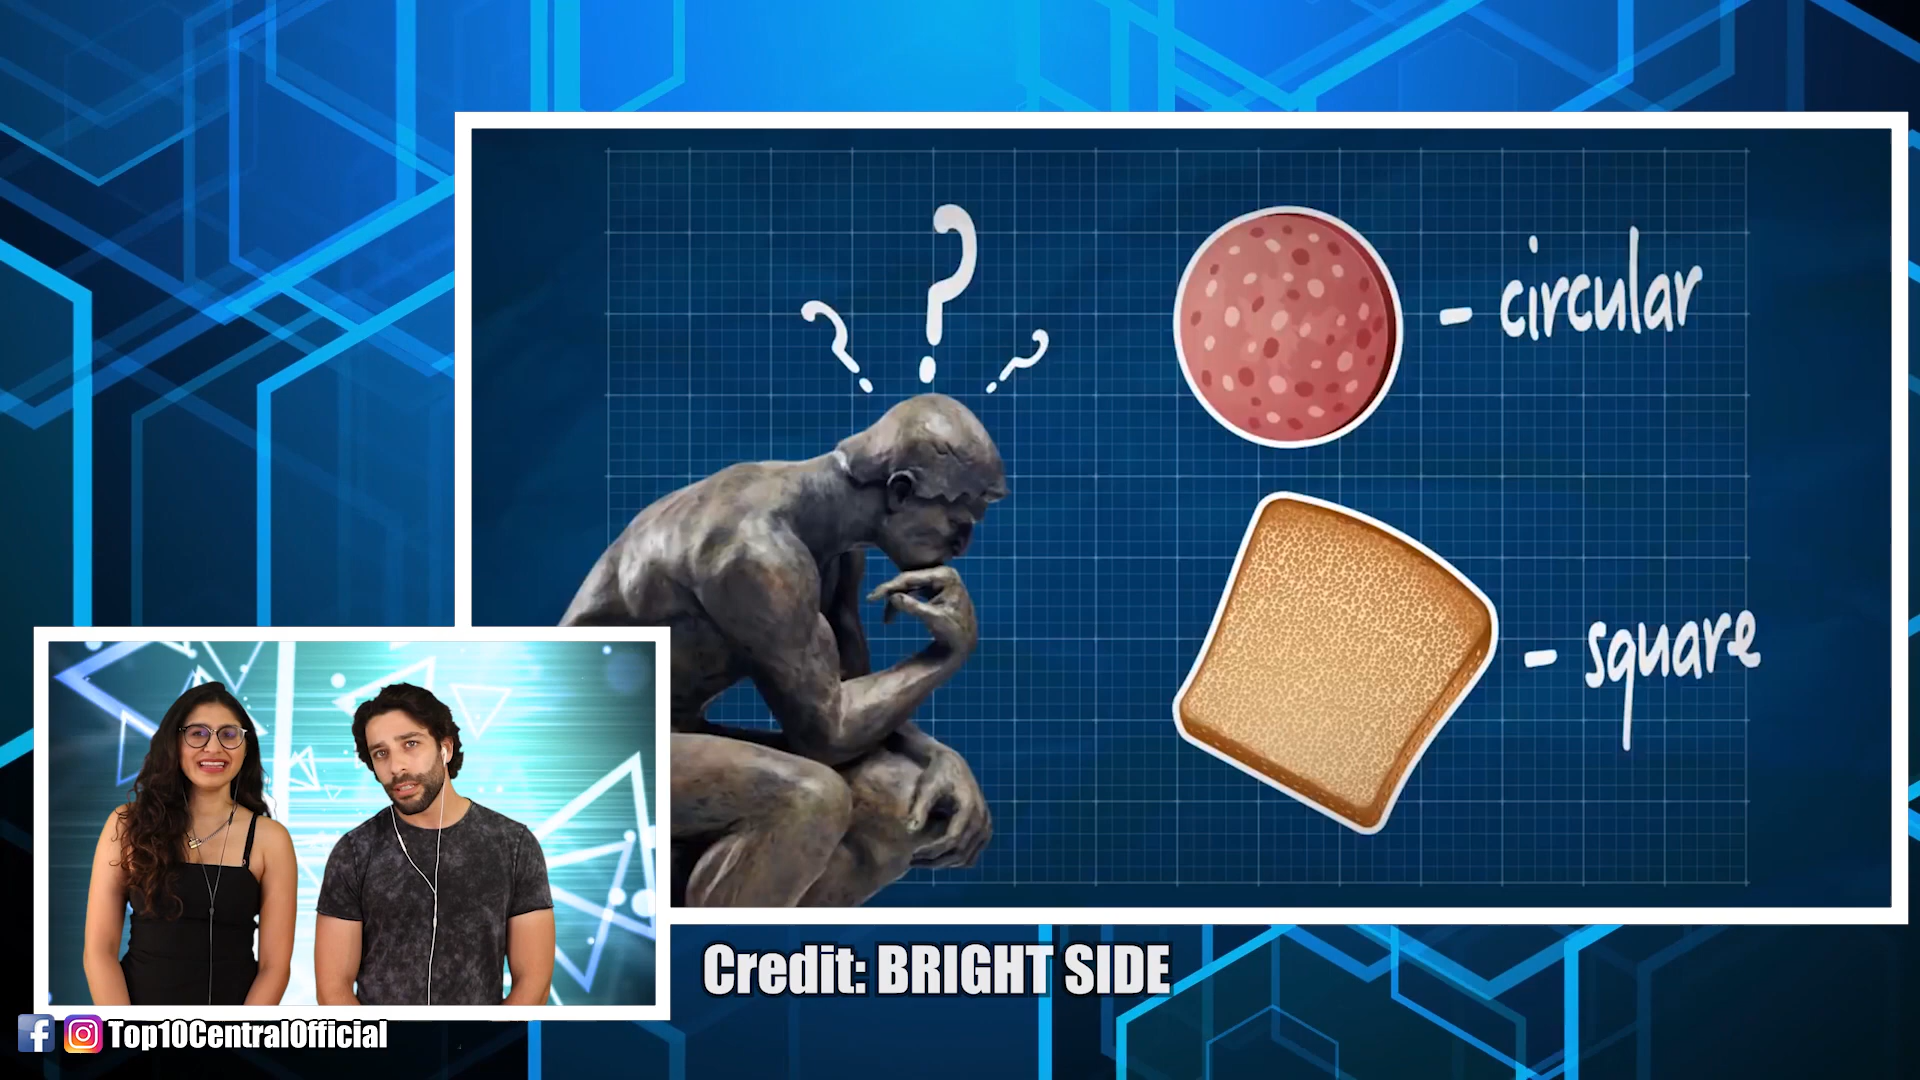 ? ? ?
- circular
- square
Credit: BRIGHT SIDE
Top10CentralOfficial